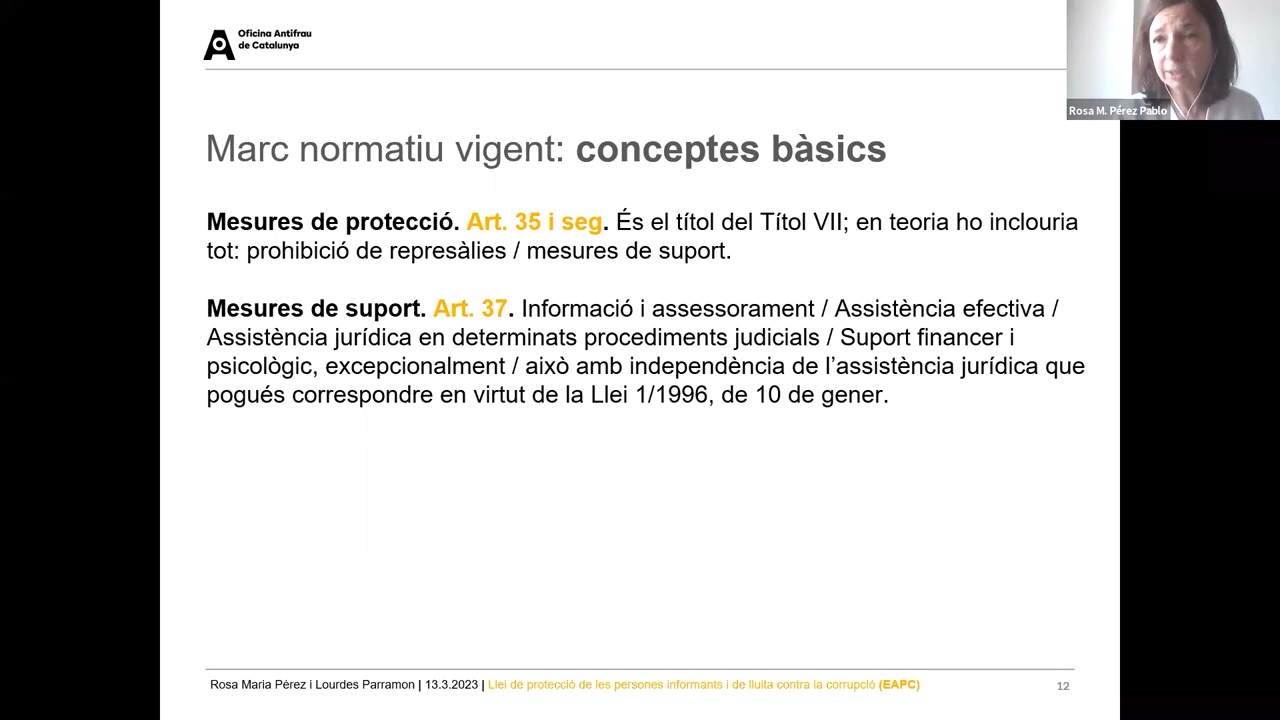 Oficina Antifrau
de Catalunya
Rosa M. Pérez Pablo
Marc normatiu vigent: conceptes bàsics
Mesures de protecció. Art. 35 i seg. És el títol del Títol VII; en teoria ho inclouria
tot: prohibició de represàlies / mesures de suport.
Mesures de suport. Art. 37. Informació i assessorament / Assistència efectiva /
Assistència jurídica en determinats procediments judicials / Suport financer i
psicològic, excepcionalment / això amb independència de l’assistència jurídica que
pogués correspondre en virtut de la Llei 1/1996, de 10 de gener.
Rosa Maria Pérez i Lourdes Parramon | 13.3.2023 | Llei de protecció de les persones informants i de lluita contra la corrupció (EAPC)
12